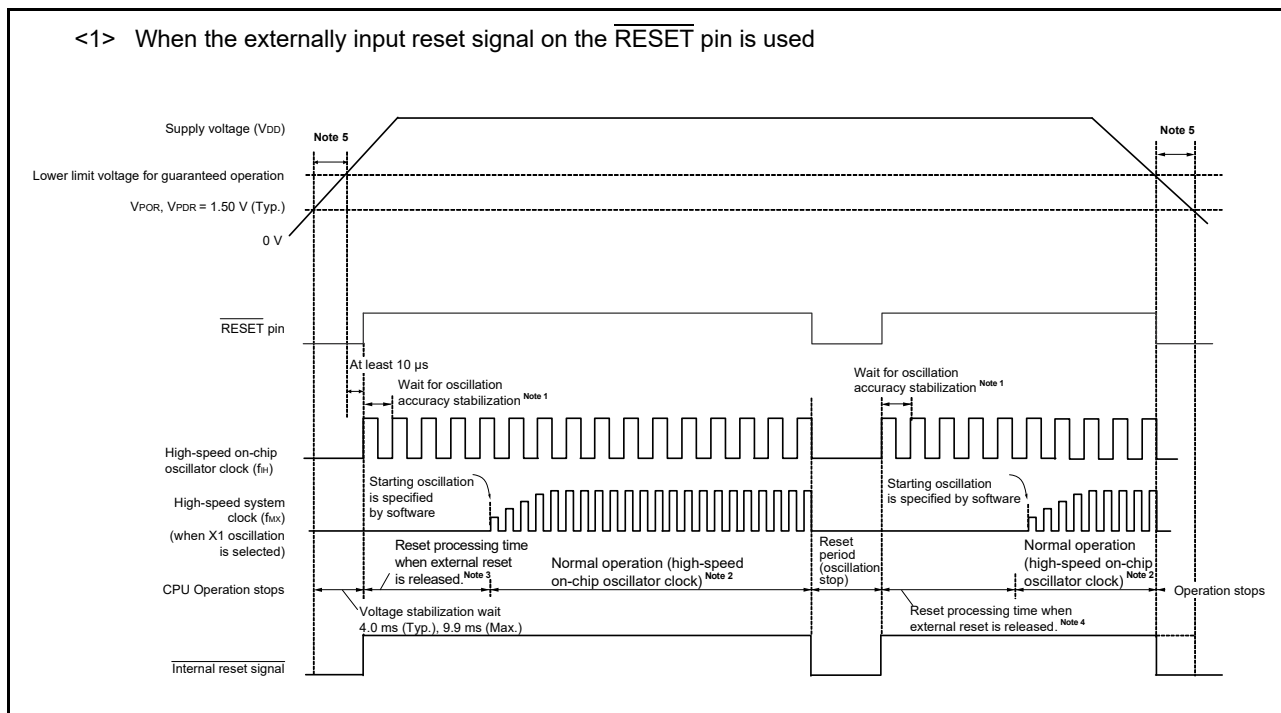 <1> When the externally input reset signal on the RESET pin is used
Supply voltage (VDD)
Note 5
Note 5
Lower limit voltage for guaranteed operation
VPOR, VPDR = 1.50 V (Typ.)
0 V
RESET pin
At least 10 µs
Wait for oscillation
accuracy stabilization Note 1
Wait for oscillation
accuracy stabilization Note 1
High-speed on-chip
oscillator clock (fIH)
Starting oscillation
is specified
by software
Starting oscillation
is specified by software
High-speed system
clock (fMX)
(when X1 oscillation
is selected)
Reset processing time
when external reset
is released. Note 3
Normal operation (high-speed
on-chip oscillator clock) Note 2
Reset
period
(oscillation
stop)
Normal operation
(high-speed on-chip
oscillator clock) Note 2
CPU Operation stops
Operation stops
Voltage stabilization wait
4.0 ms (Typ.), 9.9 ms (Max.)
Reset processing time when
external reset is released. Note 4
Internal reset signal